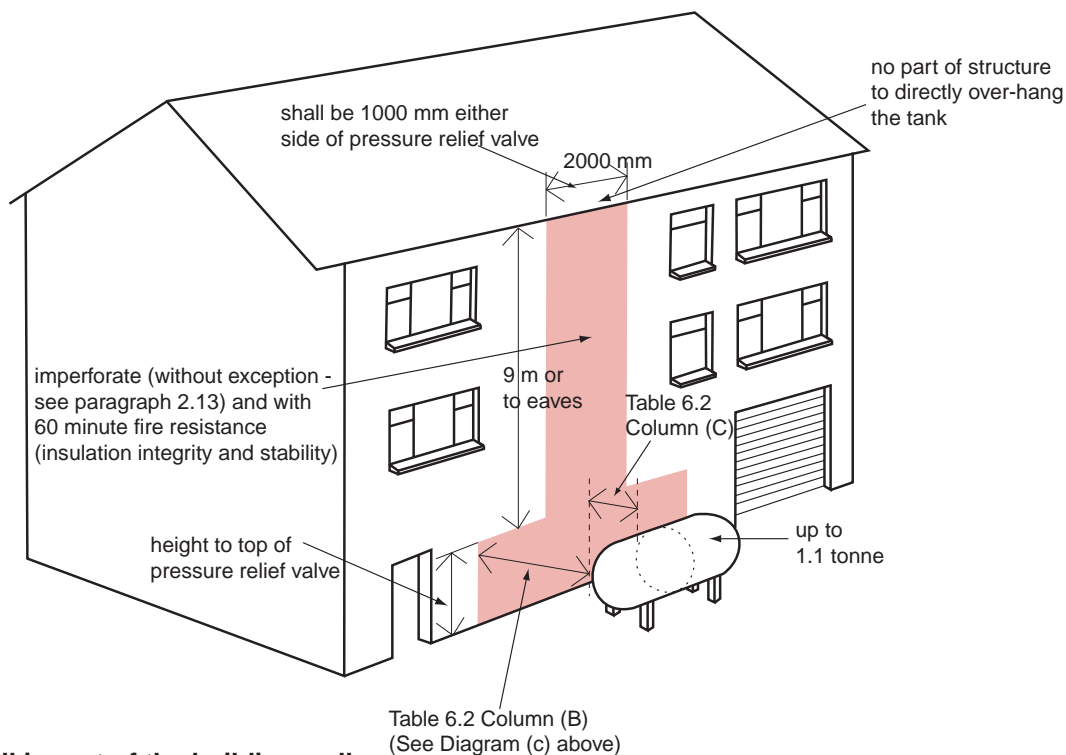 no part of structure
to directly over-hang
the tank
shall be 1000 mm either
side of pressure relief valve
2000 mm
imperforate (without exception -
see paragraph 2.13) and with
60 minute fire resistance
(insulation integrity and stability)
9 m or
to eaves
Table 6.2
Column (C)
height to top of
pressure relief valve
up to
1.1 tonne
Table 6.2 Column (B)
(See Diagram (c) above)